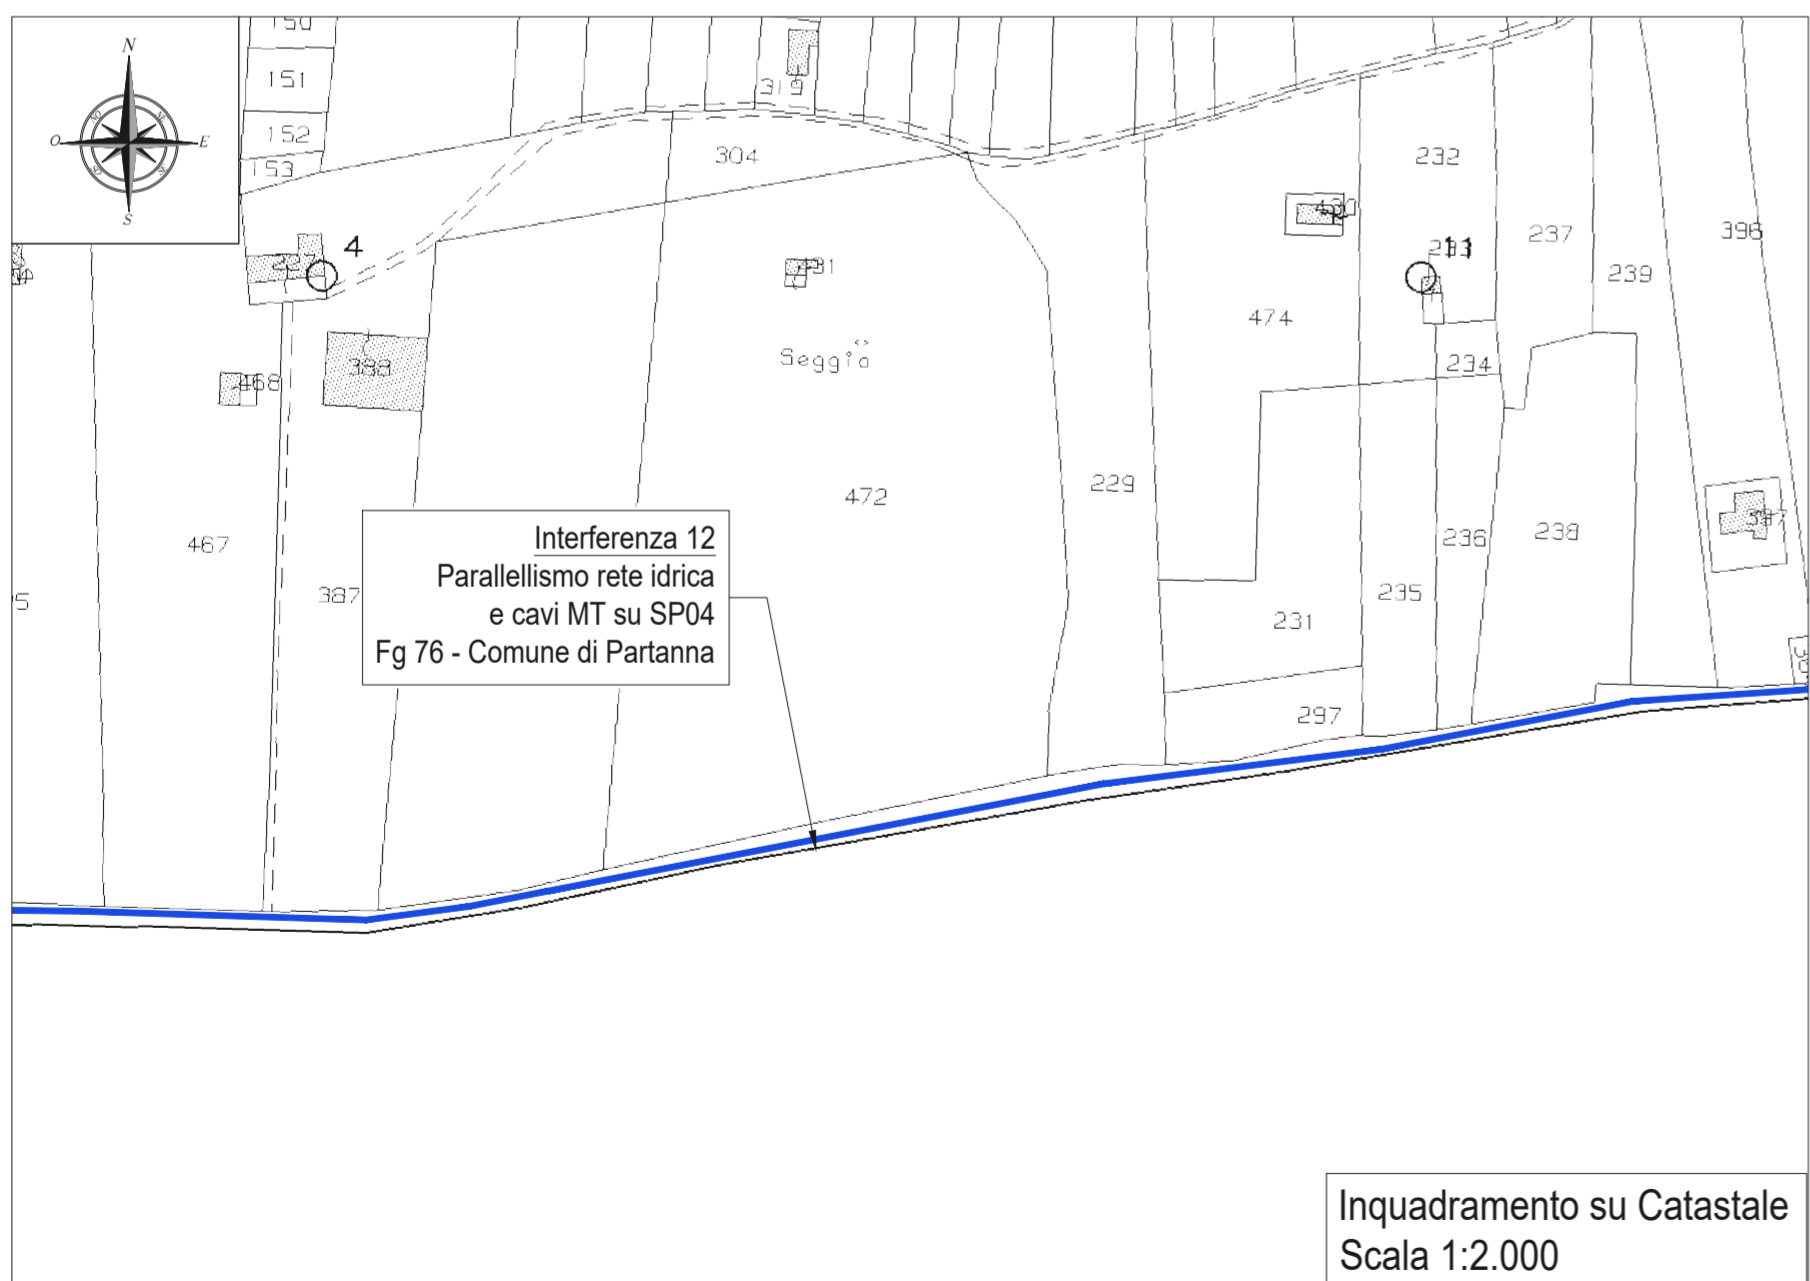 150
N
151
319
152
O
E
304
232
153
S
4
237
396
239
474
Seggio
234
388
468
472
229
467
Interferenza 12
Parallellismo rete idrica
e cavi MT su SP04
Fg 76 - Comune di Partanna
236
238
387
235
231
297
Inquadramento su Catastale
Scala 1:2.000